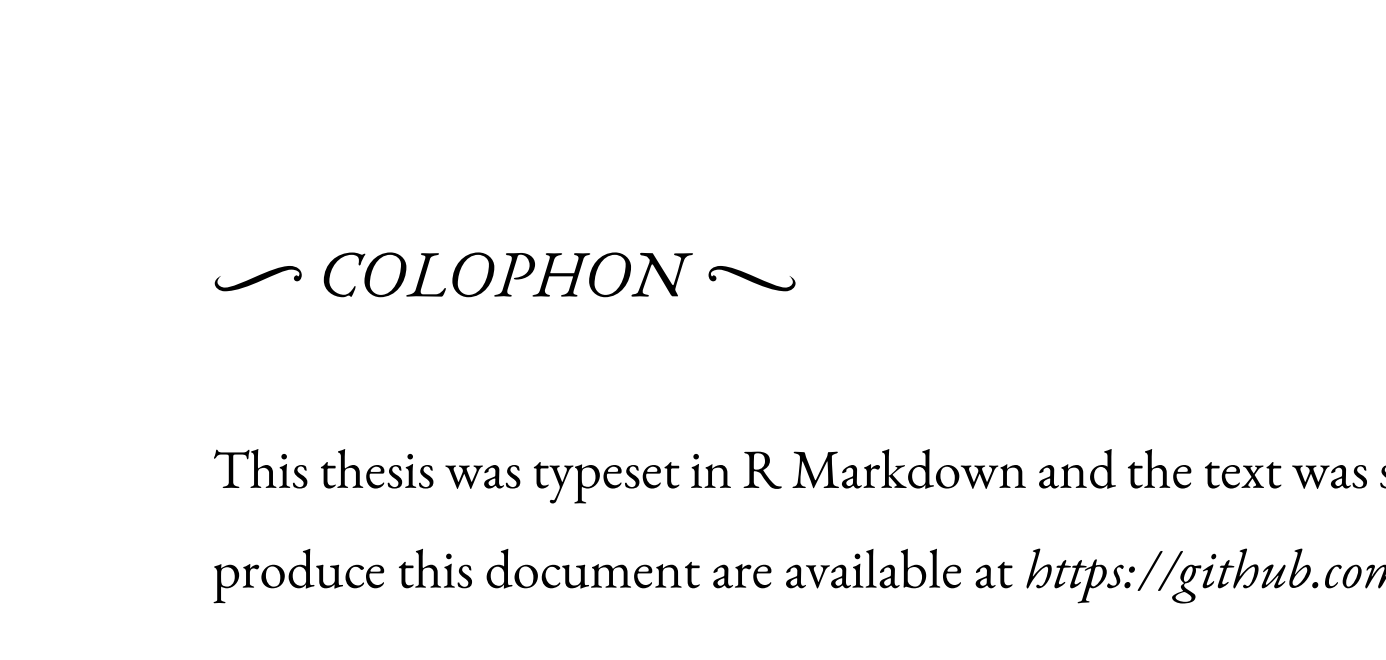 COLOPHON
This thesis was typeset in R Markdown and the text was
produce this document are available at https://github.com